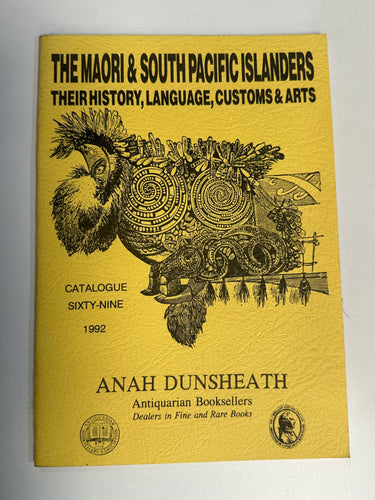 THE MAORI & SOUTH PACIFIC ISLANDERS
THEIR HISTORY, LANGUAGE, CUSTOMS & ARTS
CATALOGUE
SIXTY-NINE
1992
ANAH DUNSHEATH
Antiquarian Booksellers
Dealers in Fine and Rare Books